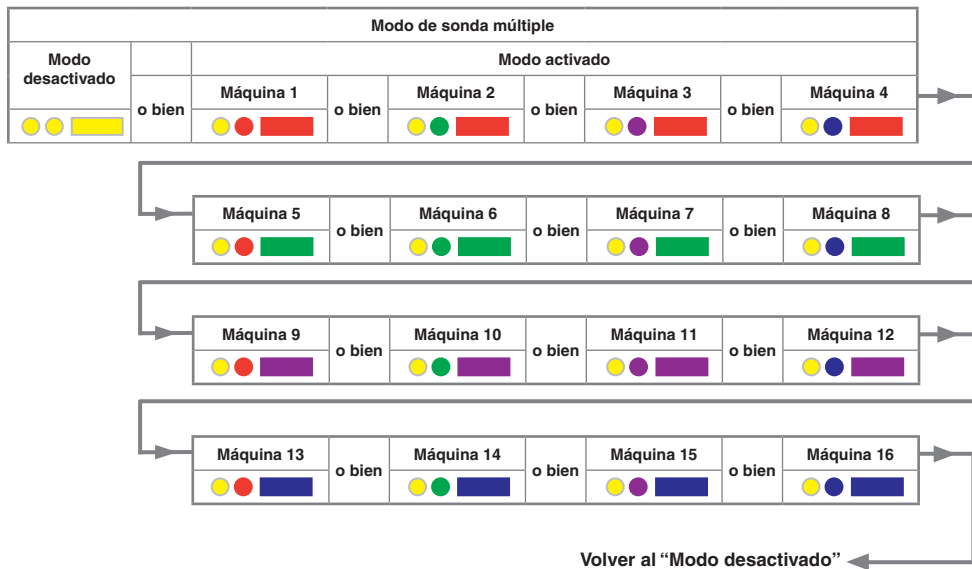 Modo de sonda múltiple
Modo
desactivado
Modo activado
o bien
Máquina 1
o bien
Máquina 2
o bien
Máquina 3
o bien
Máquina 4
Máquina 5
o bien
Máquina 6
o bien
Máquina 7
o bien
Máquina 8
Máquina 9
o bien
Máquina 10
o bien
Máquina 11
o bien
Máquina 12
Máquina 13
o bien
Máquina 14
o bien
Máquina 15
o bien
Máquina 16
Volver al “Modo desactivado”